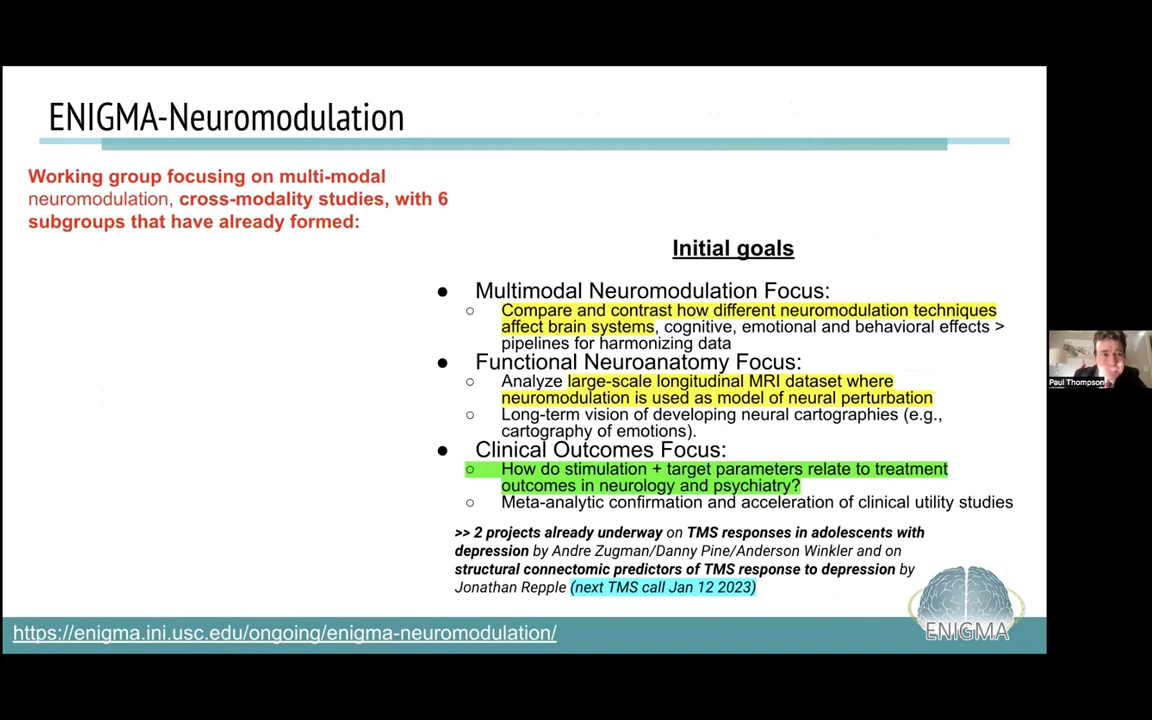 ENIGMA-Neuromodulation
Working group focusing on multi-modal
neuromodulation, cross-modality studies, with 6
subgroups that have already formed:
Initial goals
● Multimodal Neuromodulation Focus:
○ Compare and contrast how different neuromodulation techniques
affect brain systems, cognitive, emotional and behavioral effects >
pipelines for harmonizing data
● Functional Neuroanatomy Focus:
○ Analyze large-scale longitudinal MRI dataset where
neuromodulation is used as model of neural perturbation
○ Long-term vision of developing neural cartographies (e.g.,
cartography of emotions).
● Clinical Outcomes Focus:
○ How do stimulation + target parameters relate to treatment
outcomes in neurology and psychiatry?
○ Meta-analytic confirmation and acceleration of clinical utility studies
>> 2 projects already underway on TMS responses in adolescents with
depression by Andre Zugman/Danny Pine/Anderson Winkler and on
structural connectomic predictors of TMS response to depression by
Jonathan Repple (next TMS call Jan 12 2023)
https://enigma.ini.usc.edu/ongoing/enigma-neuromodulation/
ENIGMA
Paul Thompson